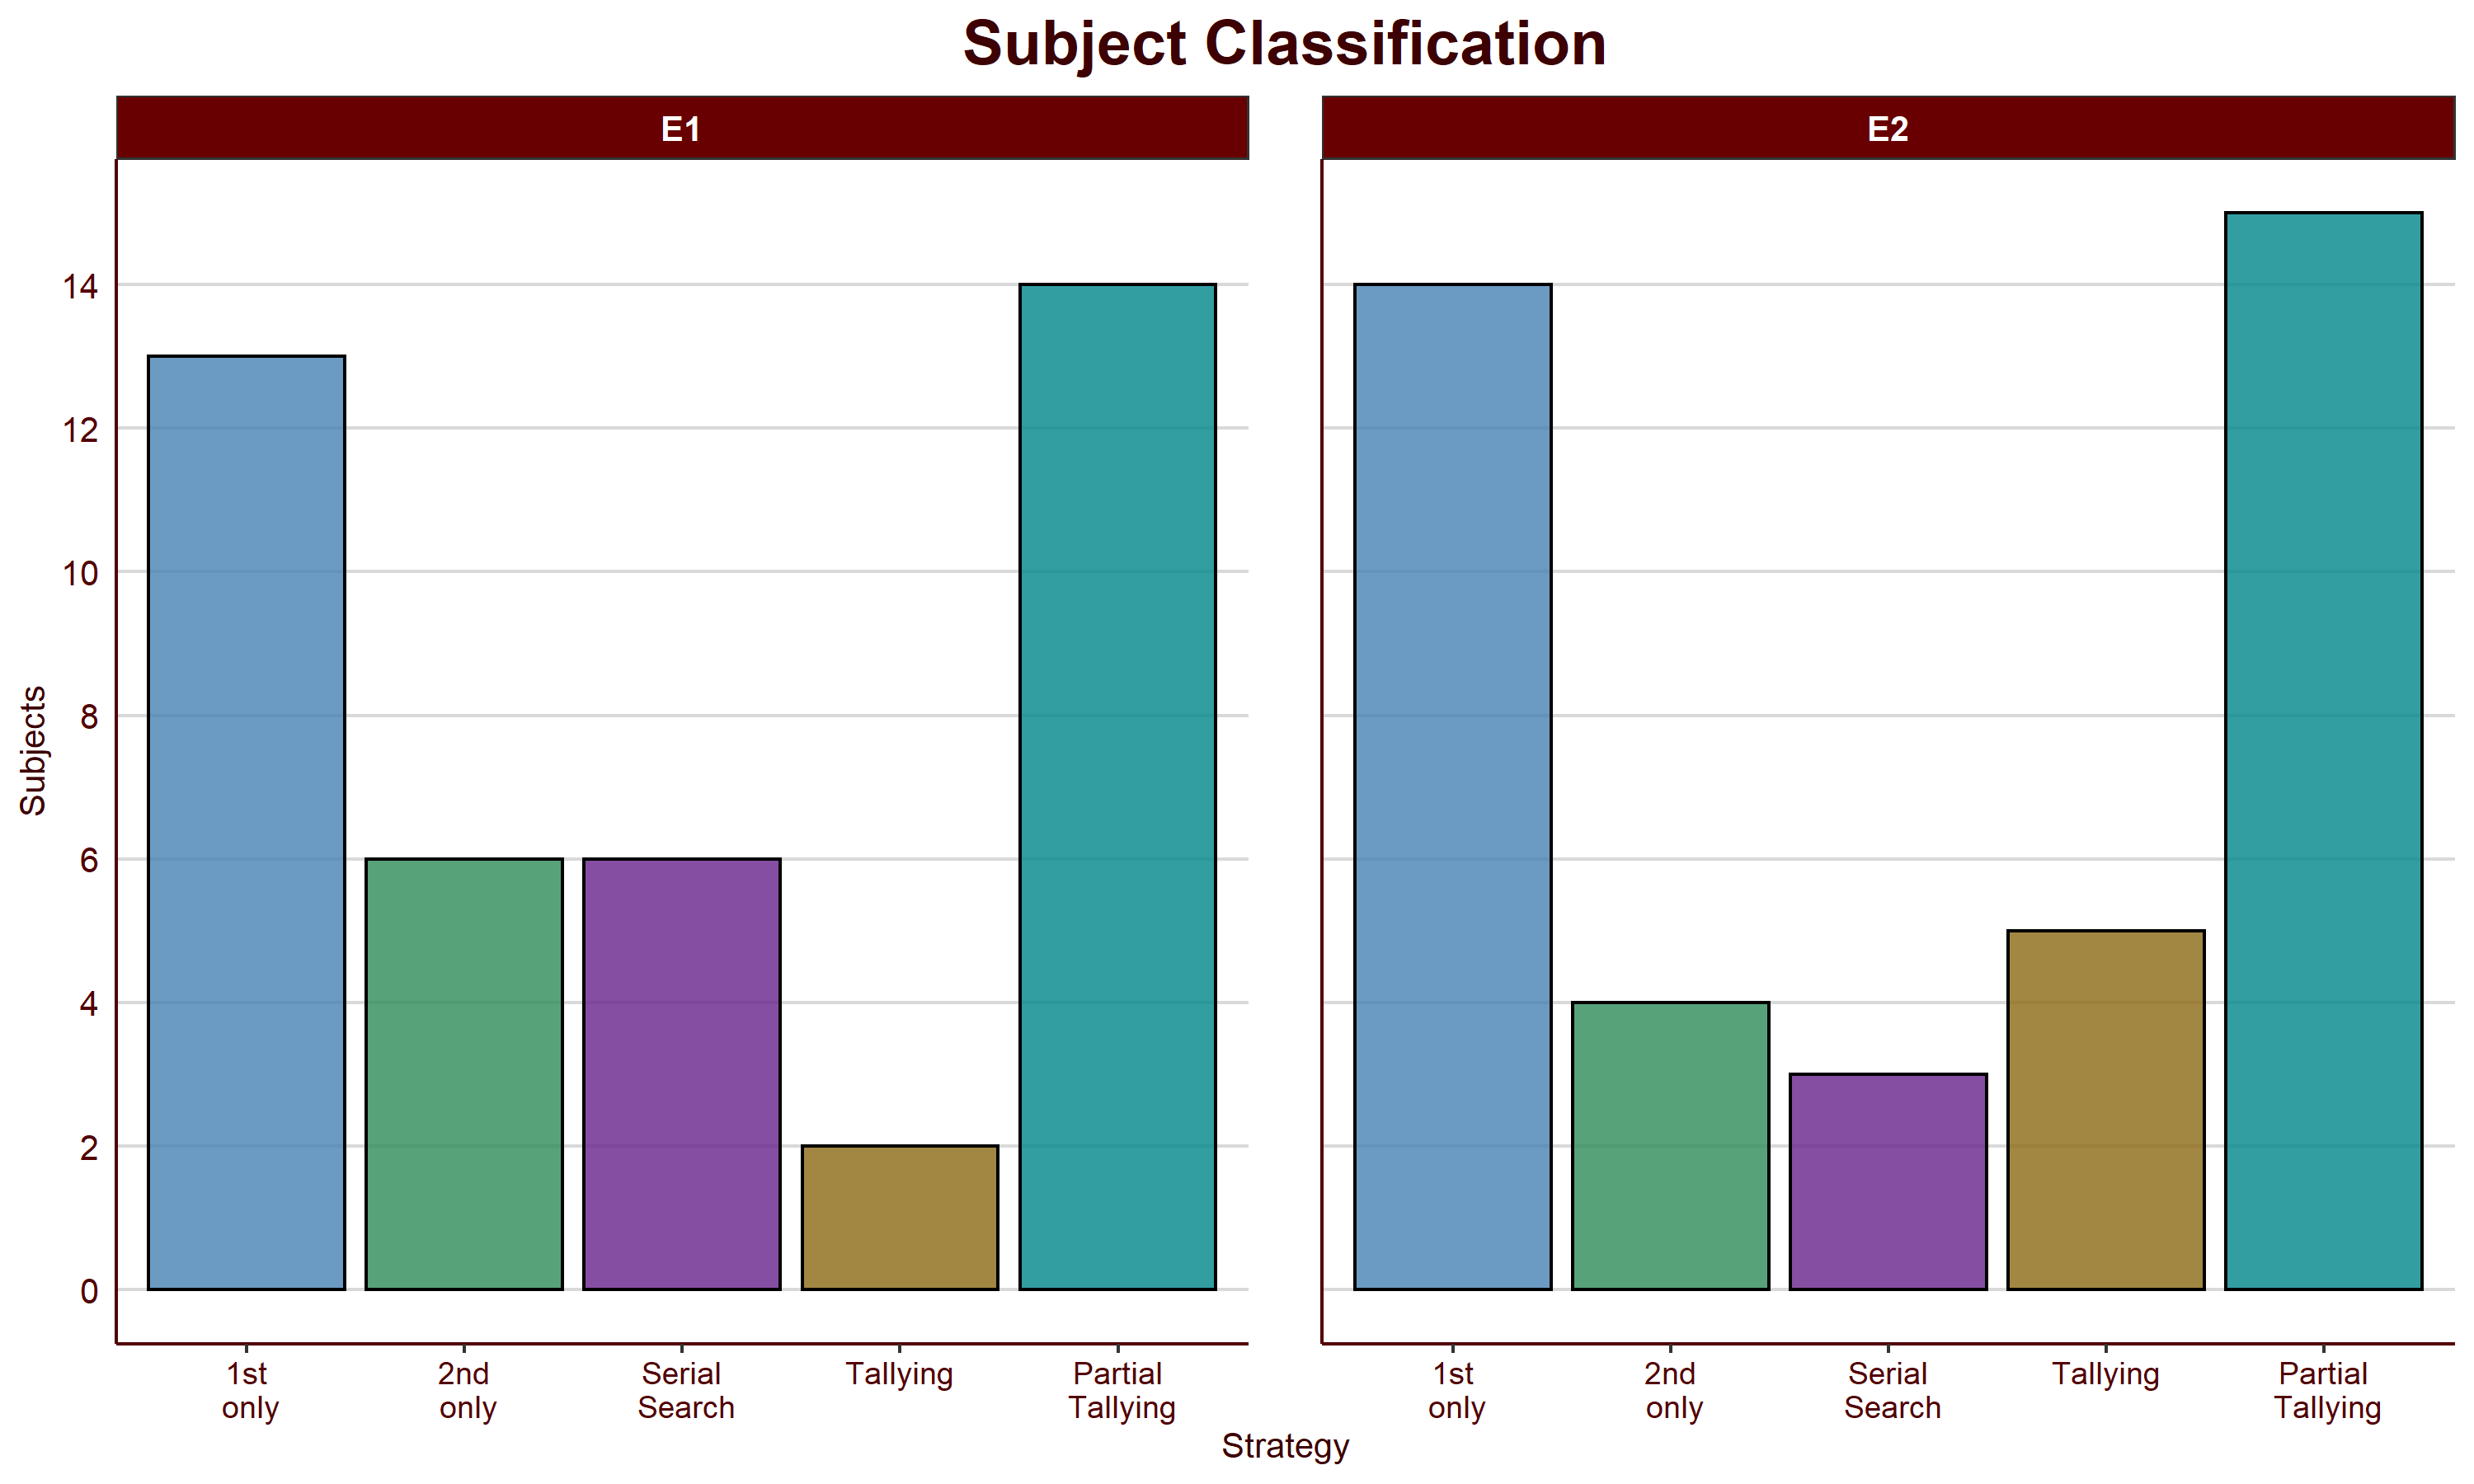 Subject Classification
E1
E2
Subjects
14
12
10
8
6
4
2
0
1st
only
2nd
only
Serial
Search
Tallying
Partial
Tallying
1st
only
2nd
only
Serial
Search
Tallying
Partial
Tallying
Strategy